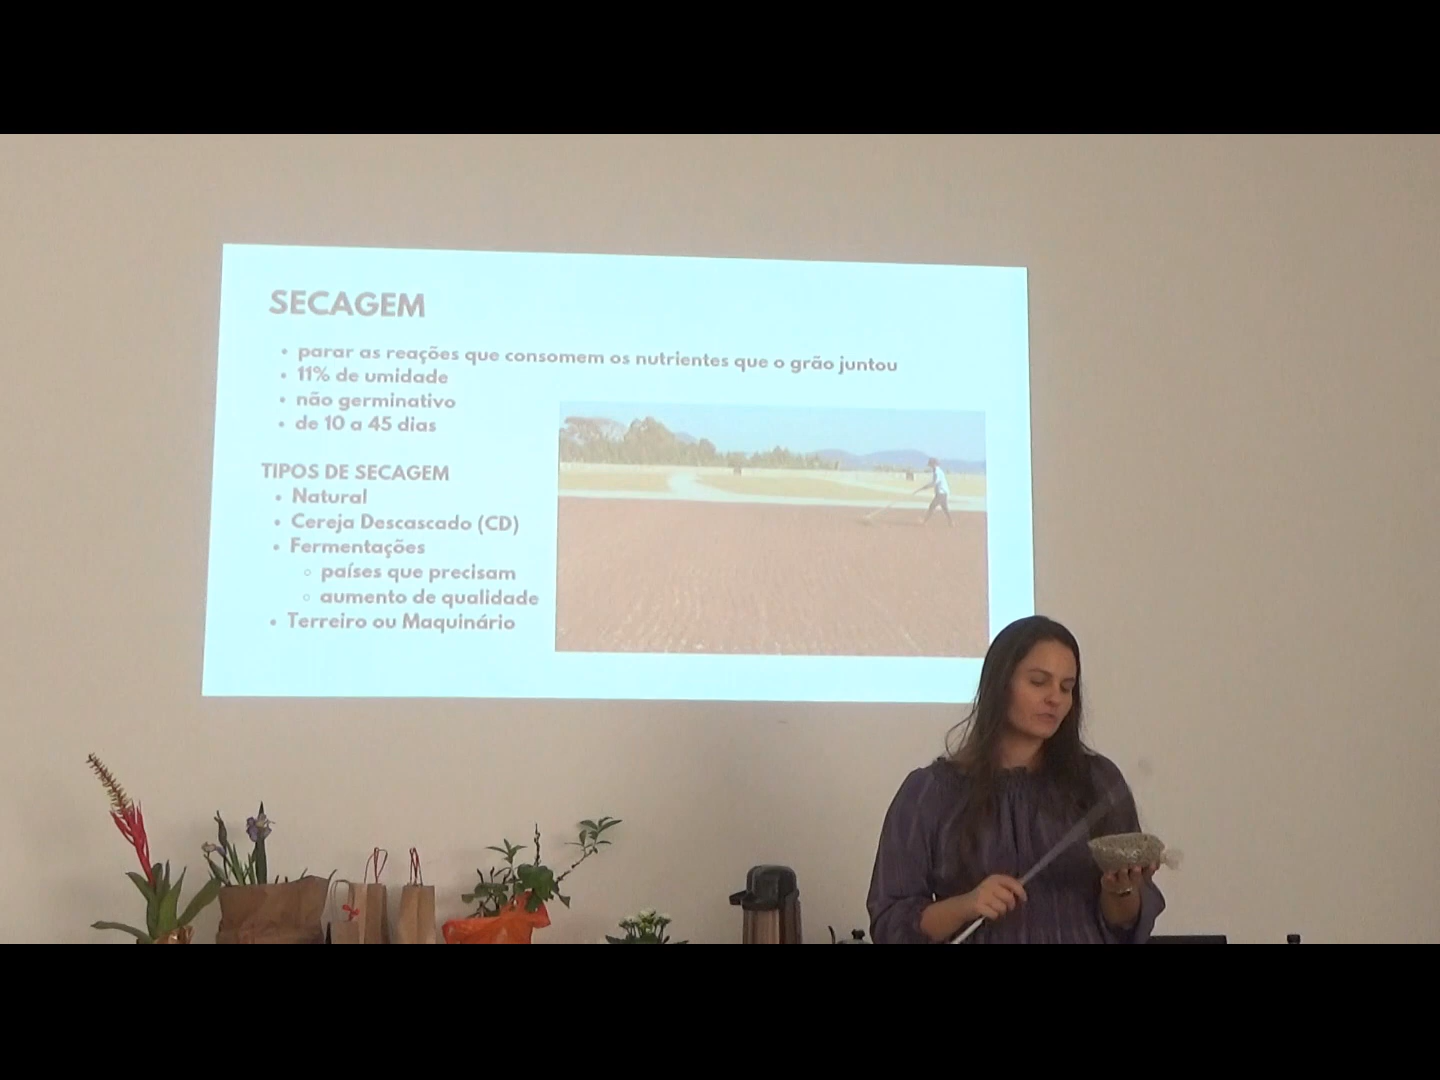 SECAGEM
• parar as reações que consomem os nutrientes que o grão juntou
• 11% de umidade
• não germinativo
• de 10 a 45 dias
TIPOS DE SECAGEM
• Natural
• Cereja Descascado (CD)
• Fermentações
◦ países que precisam
◦ aumento de qualidade
• Terreiro ou Maquinário